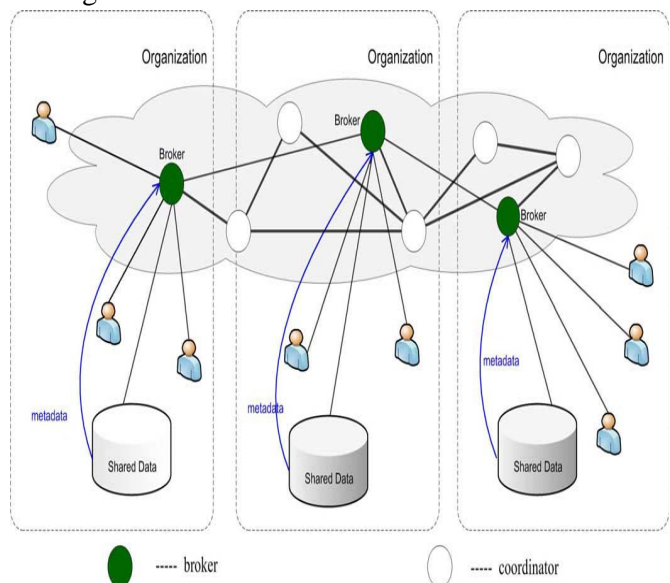 Organization
Organization
Organization
Broker
Broker
Broker
metadata
metadata
metadata
Shared Data
Shared Data
Shared Data
----- broker
----- coordinator